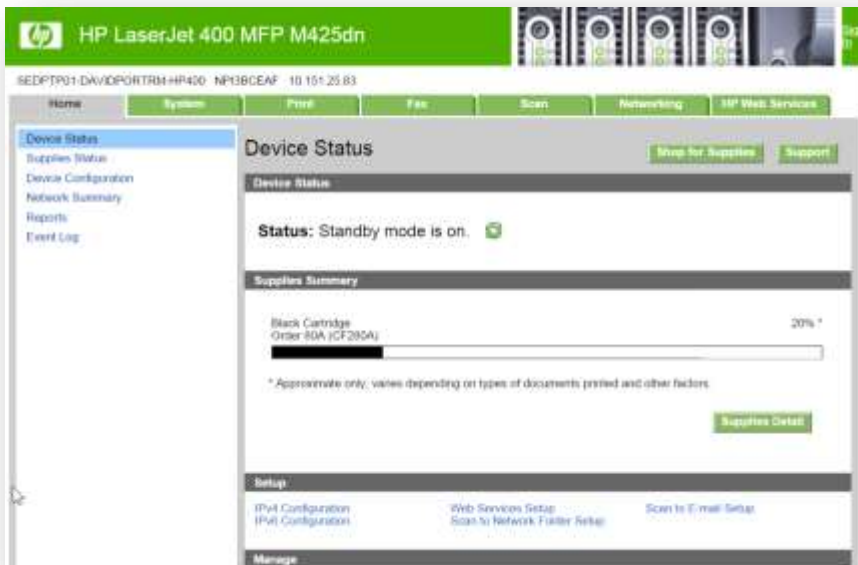 hp HP LaserJet 400 MFP M425dn
SEDPTP01-DAVIDPORTRM-HP400 NPI3BCEAF 10.151.25.83
Home System Print Fax Scan Networking HP Web Services
Device Status
Supplies Status
Device Configuration
Network Summary
Reports
Event Log
Device Status
Shop for Supplies Support
Device Status
Status: Standby mode is on.
Supplies Summary
Black Cartridge 20% *
Order 80A (CF280A)
* Approximate only, varies depending on types of documents printed and other factors.
Supplies Detail
Setup
IPv4 Configuration Web Services Setup Scan to E-mail Setup
IPv6 Configuration Scan to Network Folder Setup
Manage